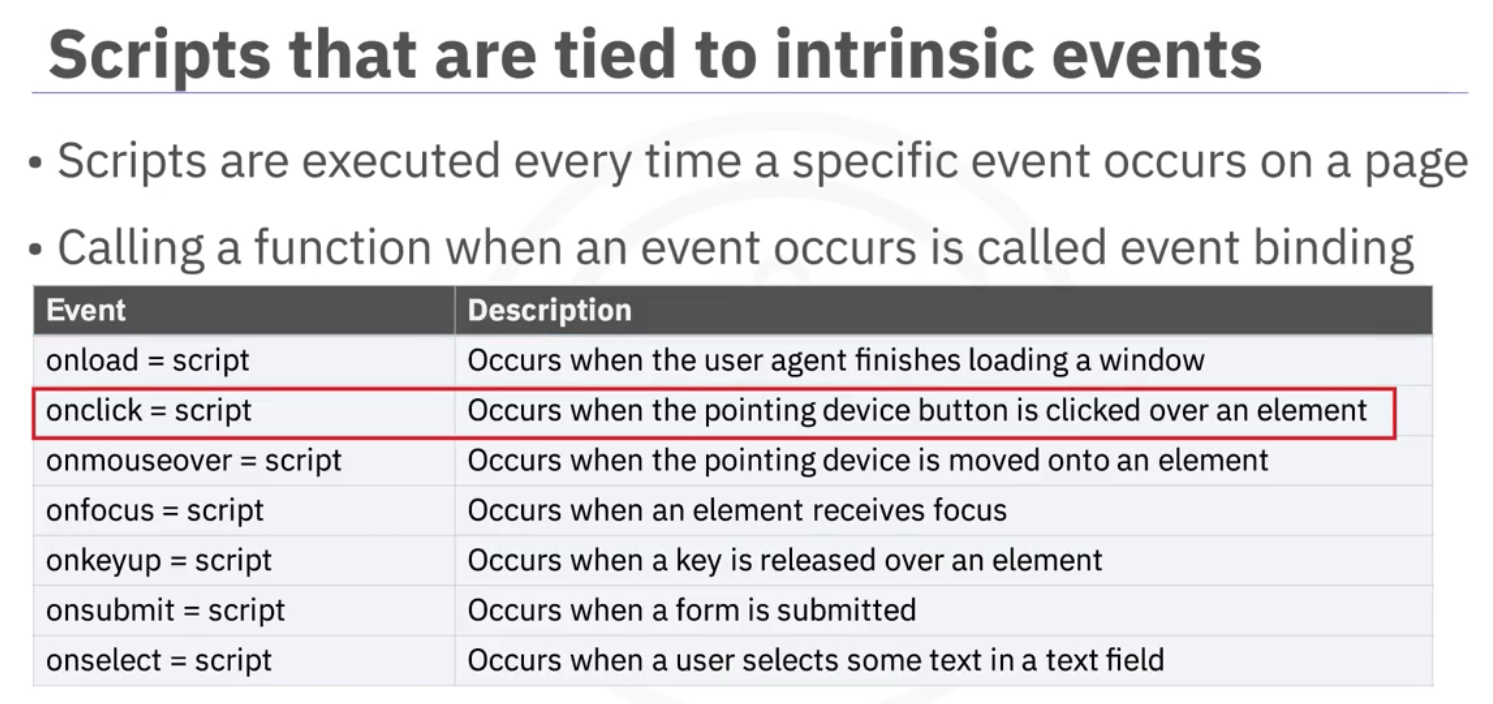 Scripts that are tied to intrinsic events
• Scripts are executed every time a specific event occurs on a page
• Calling a function when an event occurs is called event binding
Event Description
onload = script Occurs when the user agent finishes loading a window
onclick = script Occurs when the pointing device button is clicked over an element
onmouseover = script Occurs when the pointing device is moved onto an element
onfocus = script Occurs when an element receives focus
onkeyup = script Occurs when a key is released over an element
onsubmit = script Occurs when a form is submitted
onselect = script Occurs when a user selects some text in a text field